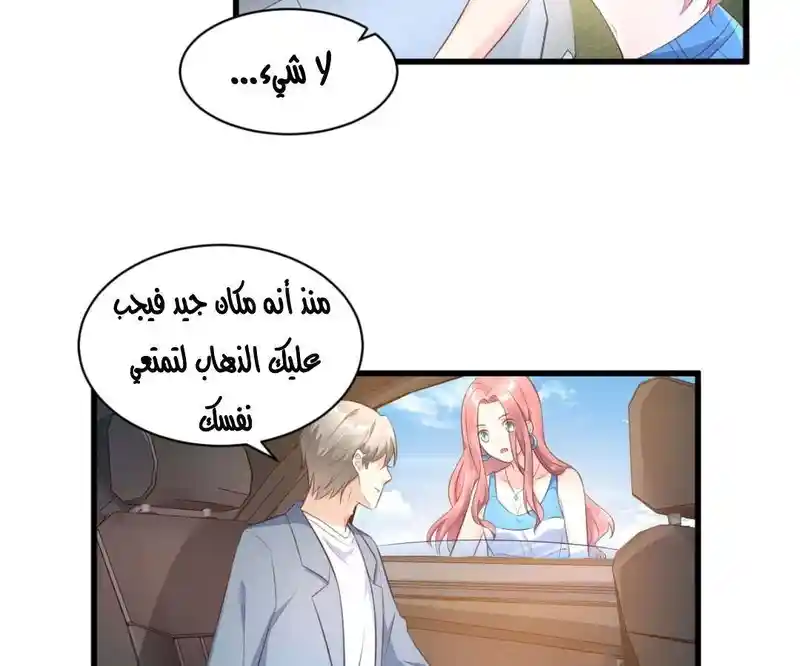 لا شيء...
منذ أنه مكان جيد فيجب
عليك الذهاب لتمتعي
نفسك